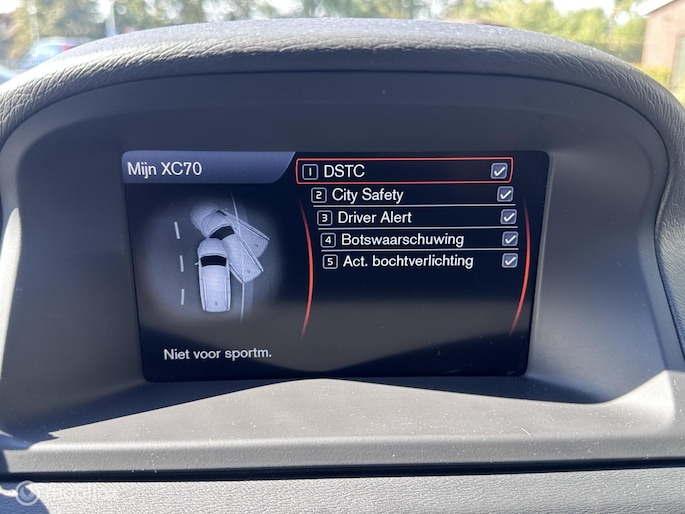 Mijn XC70
1 DSTC
2 City Safety
3 Driver Alert
4 Botswaarschuwing
5 Act. bochtverlichting
Niet voor sportm.